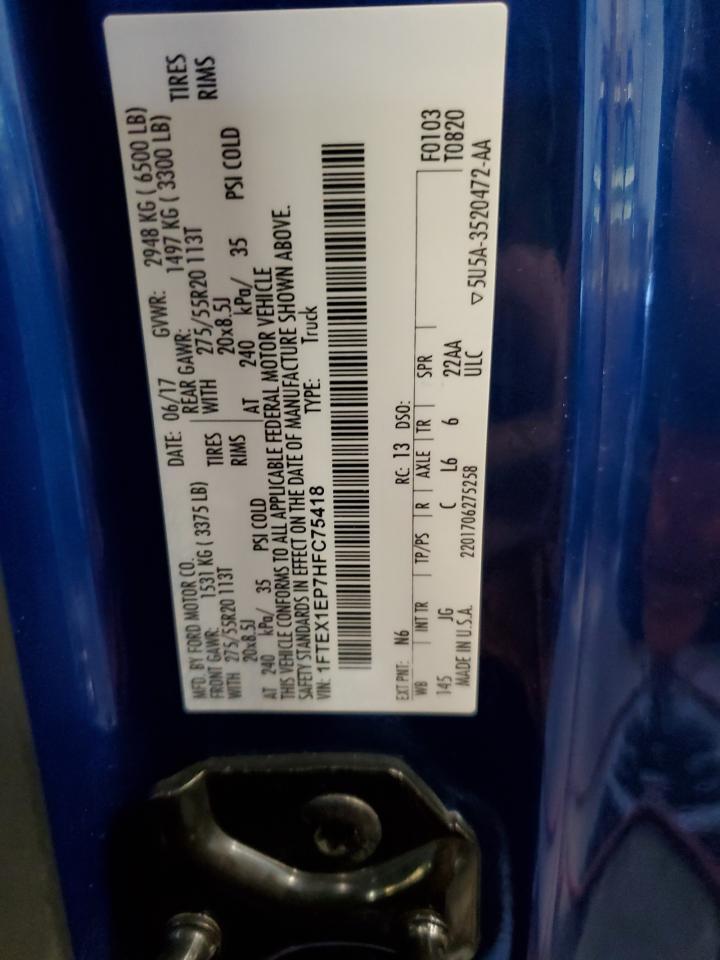 MFD. BY FORD MOTOR CO. DATE: 06/17 GVWR: 2948 KG ( 6500 LB)
FRONT GAWR: 1531 KG ( 3375 LB) REAR GAWR: 1497 KG ( 3300 LB)
WITH 275/55R20 113T TIRES WITH 275/55R20 113T TIRES
20x8.5J RIMS 20x8.5J RIMS
AT 240 kPa/ 35 PSI COLD AT 240 kPa/ 35 PSI COLD
THIS VEHICLE CONFORMS TO ALL APPLICABLE FEDERAL MOTOR VEHICLE
SAFETY STANDARDS IN EFFECT ON THE DATE OF MANUFACTURE SHOWN ABOVE.
VIN: 1FTEX1EP7HFC75418 TYPE: Truck
EXT PNT: N6 RC: 13 DSO: F0103
WB INT TR TP/PS R AXLE TR SPR T0820
145 JG C L6 6 22AA
MADE IN U.S.A. 2201706275258 ULC ▽5U5A-3520472-AA